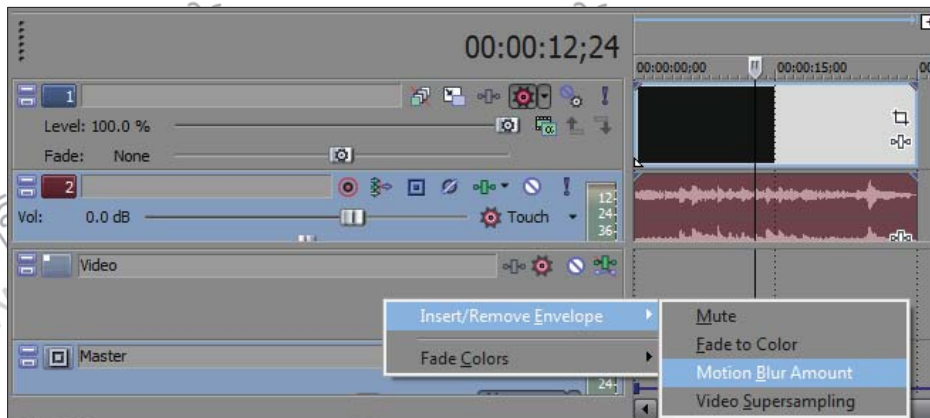 00:00:12;24
00:00:00;00 00:00:15;00 00
1
Level: 100.0 %
Fade: None
2
12
Vol: 0.0 dB Touch 24
36
Video
Insert/Remove Envelope Mute
Fade to Color
Master Fade Colors
Motion Blur Amount
24
Video Supersampling